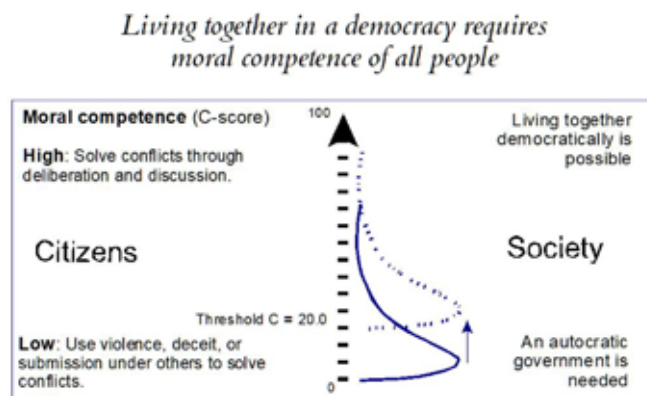 Living together in a democracy requires
moral competence of all people
Moral competence (C-score)
100
Living together
democratically is
possible
High: Solve conflicts through
deliberation and discussion.
Citizens
Society
Threshold C = 20.0
Low: Use violence, deceit, or
submission under others to solve
conflicts.
An autocratic
government is
needed
0